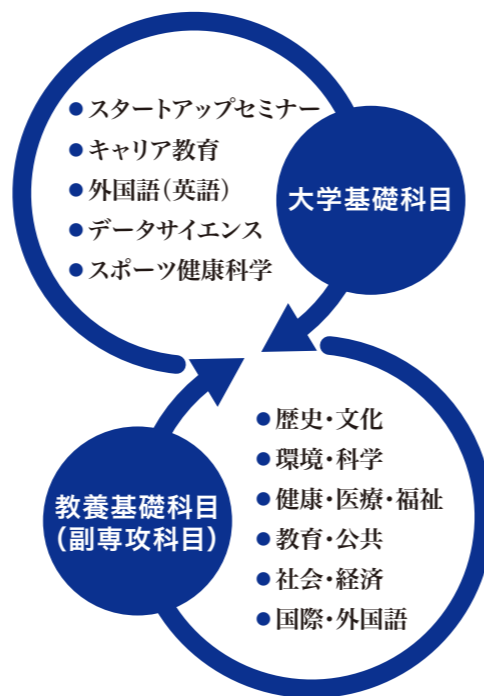 ● スタートアップセミナー
● キャリア教育
● 外国語（英語）
● データサイエンス
● スポーツ健康科学
大学基礎科目
教養基礎科目
（副専攻科目）
● 歴史・文化
● 環境・科学
● 健康・医療・福祉
● 教育・公共
● 社会・経済
● 国際・外国語